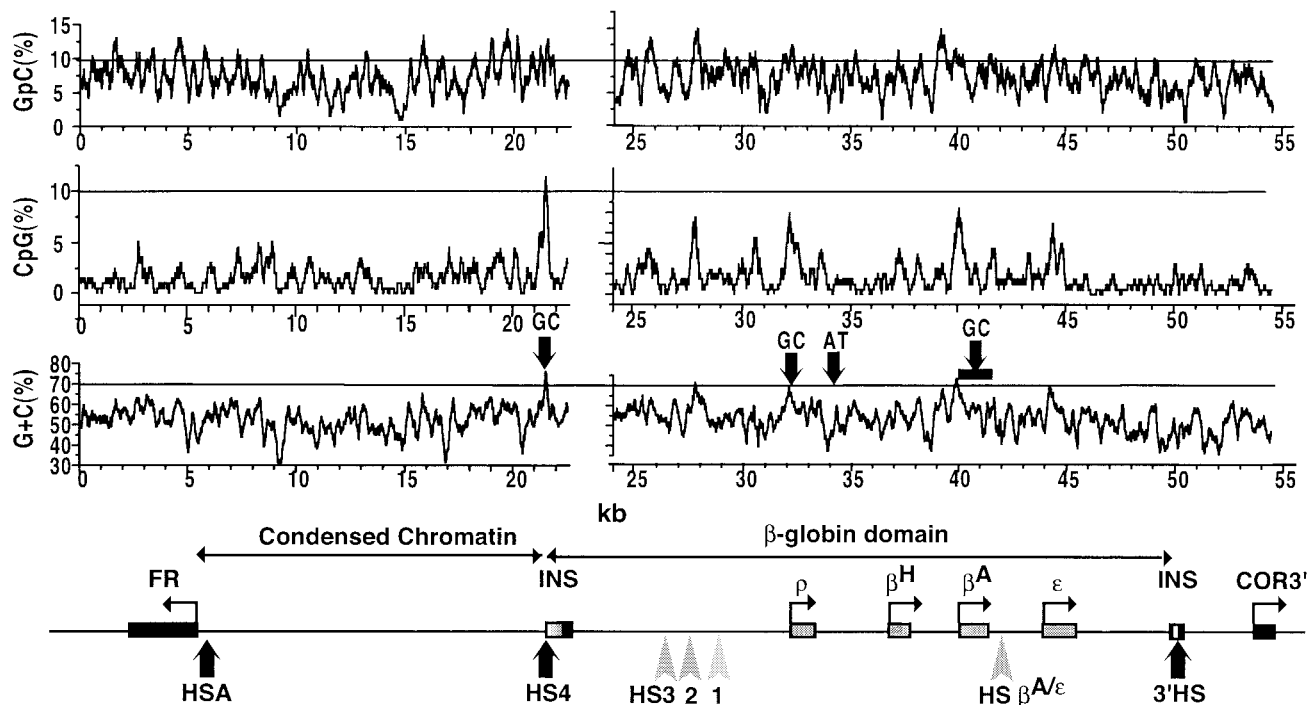 GpC(%)
15
10
5
0
0 5 10 15 20
25 30 35 40 45 50 55
CpG(%)
10
5
0
0 5 10 15 20
25 30 35 40 45 50 55
GC
GC AT GC
G+C(%)
80
70
60
50
40
30
0 5 10 15 20
25 30 35 40 45 50 55
kb
Condensed Chromatin
β-globin domain
FR INS ρ βH βA ε INS COR3'
HSA HS4 HS3 2 1 HS βA/ε 3'HS